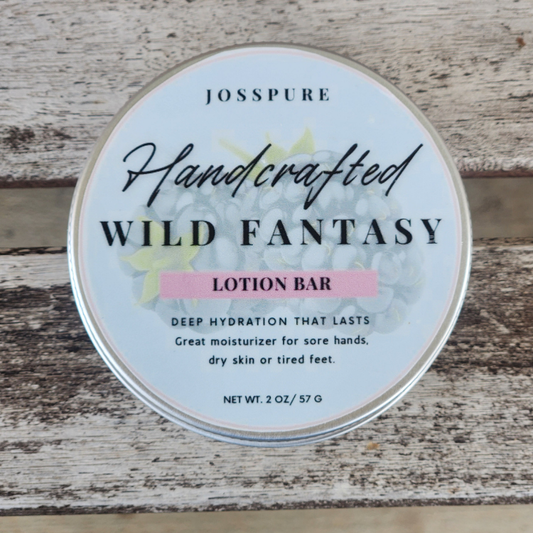 JOSSPURE
Handcrafted
WILD FANTASY
LOTION BAR
DEEP HYDRATION THAT LASTS
Great moisturizer for sore hands,
dry skin or tired feet.
NET WT. 2 OZ/ 57 G